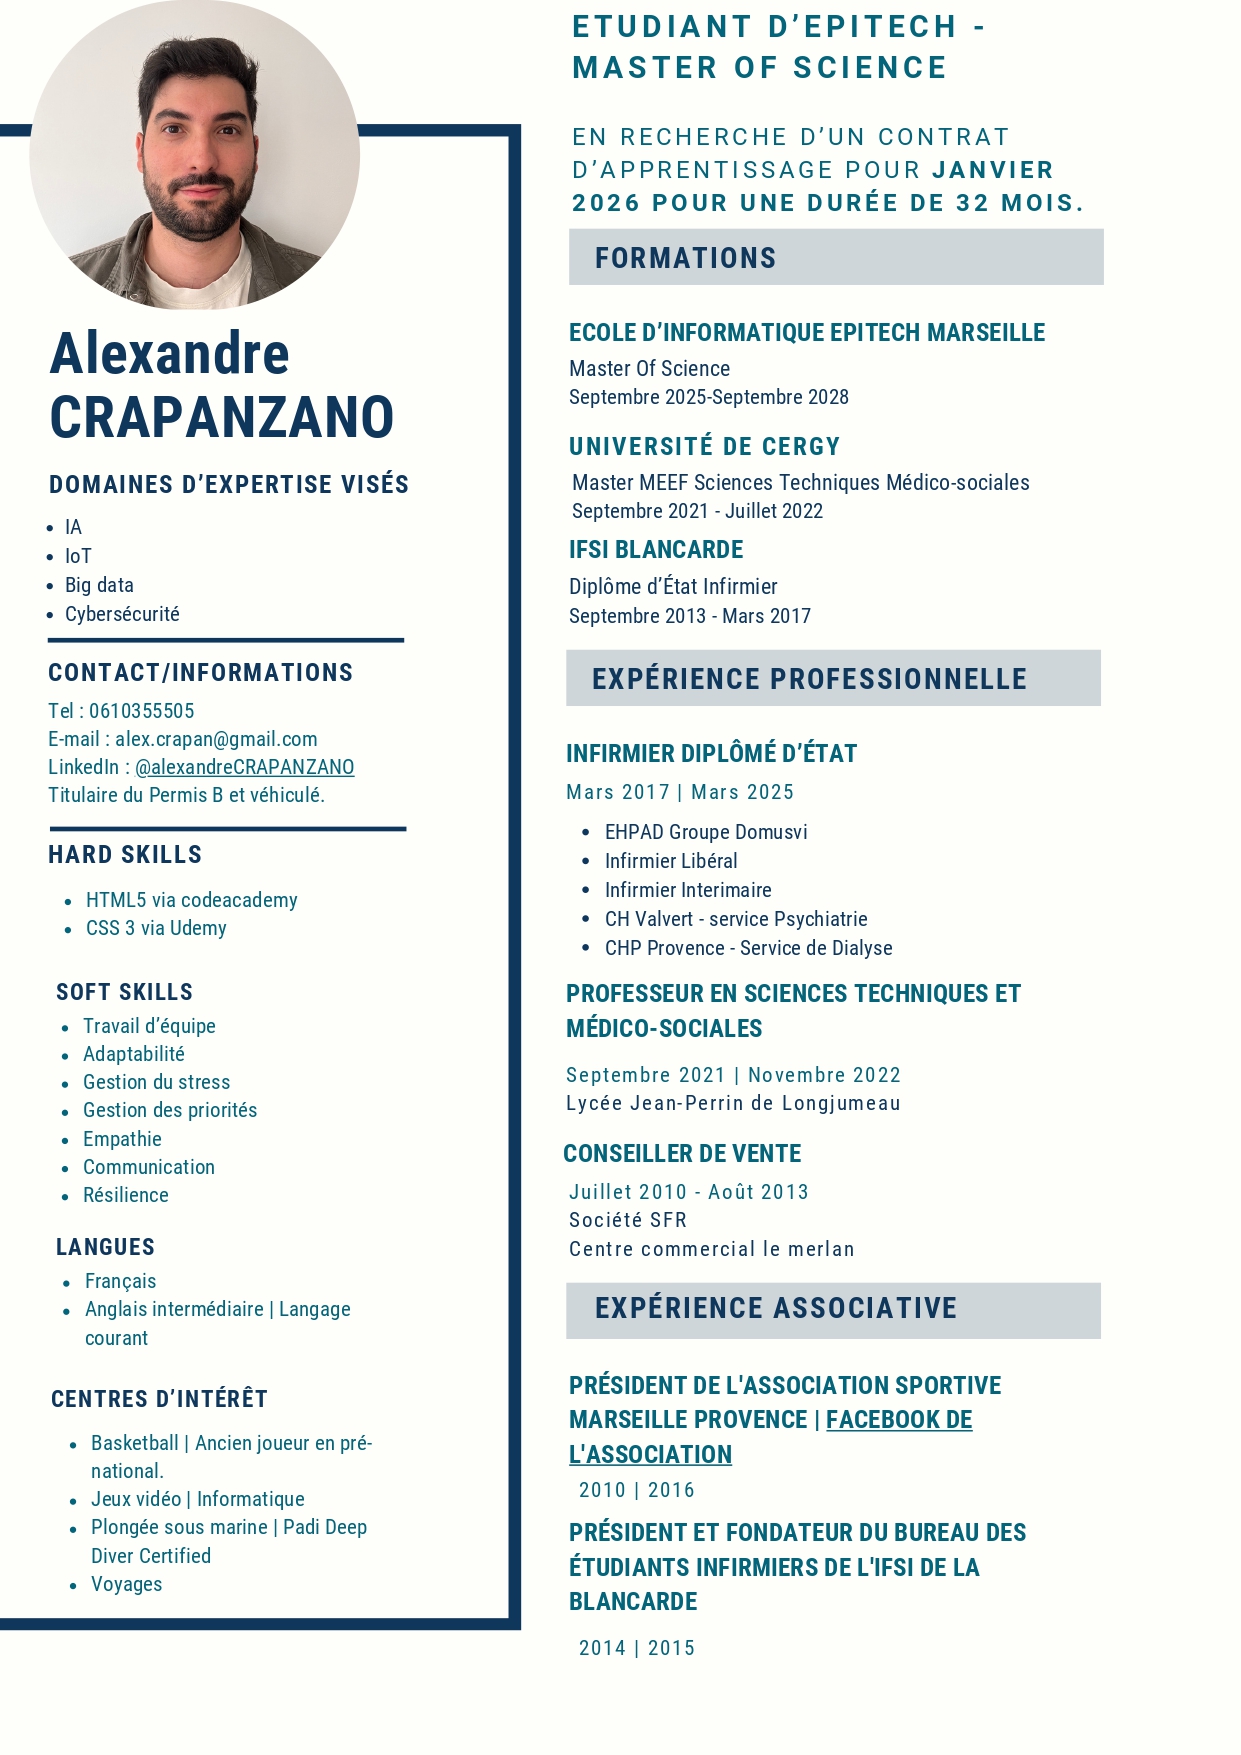 Alexandre
CRAPANZANO
DOMAINES D’EXPERTISE VISÉS
• IA
• IoT
• Big data
• Cybersécurité
CONTACT/INFORMATIONS
Tel : 0610355505
E-mail : alex.crapan@gmail.com
LinkedIn : @alexandreCRAPANZANO
Titulaire du Permis B et véhiculé.
HARD SKILLS
• HTML5 via codeacademy
• CSS 3 via Udemy
SOFT SKILLS
• Travail d’équipe
• Adaptabilité
• Gestion du stress
• Gestion des priorités
• Empathie
• Communication
• Résilience
LANGUES
• Français
• Anglais intermédiaire | Langage
courant
CENTRES D’INTÉRÊT
• Basketball | Ancien joueur en pré-
national.
• Jeux vidéo | Informatique
• Plongée sous marine | Padi Deep
Diver Certified
• Voyages
ETUDIANT D’EPITECH -
MASTER OF SCIENCE
EN RECHERCHE D’UN CONTRAT
D’APPRENTISSAGE POUR JANVIER
2026 POUR UNE DURÉE DE 32 MOIS.
FORMATIONS
ECOLE D’INFORMATIQUE EPITECH MARSEILLE
Master Of Science
Septembre 2025-Septembre 2028
UNIVERSITÉ DE CERGY
Master MEEF Sciences Techniques Médico-sociales
Septembre 2021 - Juillet 2022
IFSI BLANCARDE
Diplôme d’État Infirmier
Septembre 2013 - Mars 2017
EXPÉRIENCE PROFESSIONNELLE
INFIRMIER DIPLÔMÉ D’ÉTAT
Mars 2017 | Mars 2025
• EHPAD Groupe Domusvi
• Infirmier Libéral
• Infirmier Interimaire
• CH Valvert - service Psychiatrie
• CHP Provence - Service de Dialyse
PROFESSEUR EN SCIENCES TECHNIQUES ET
MÉDICO-SOCIALES
Septembre 2021 | Novembre 2022
Lycée Jean-Perrin de Longjumeau
CONSEILLER DE VENTE
Juillet 2010 - Août 2013
Société SFR
Centre commercial le merlan
EXPÉRIENCE ASSOCIATIVE
PRÉSIDENT DE L'ASSOCIATION SPORTIVE
MARSEILLE PROVENCE | FACEBOOK DE
L'ASSOCIATION
2010 | 2016
PRÉSIDENT ET FONDATEUR DU BUREAU DES
ÉTUDIANTS INFIRMIERS DE L'IFSI DE LA
BLANCARDE
2014 | 2015